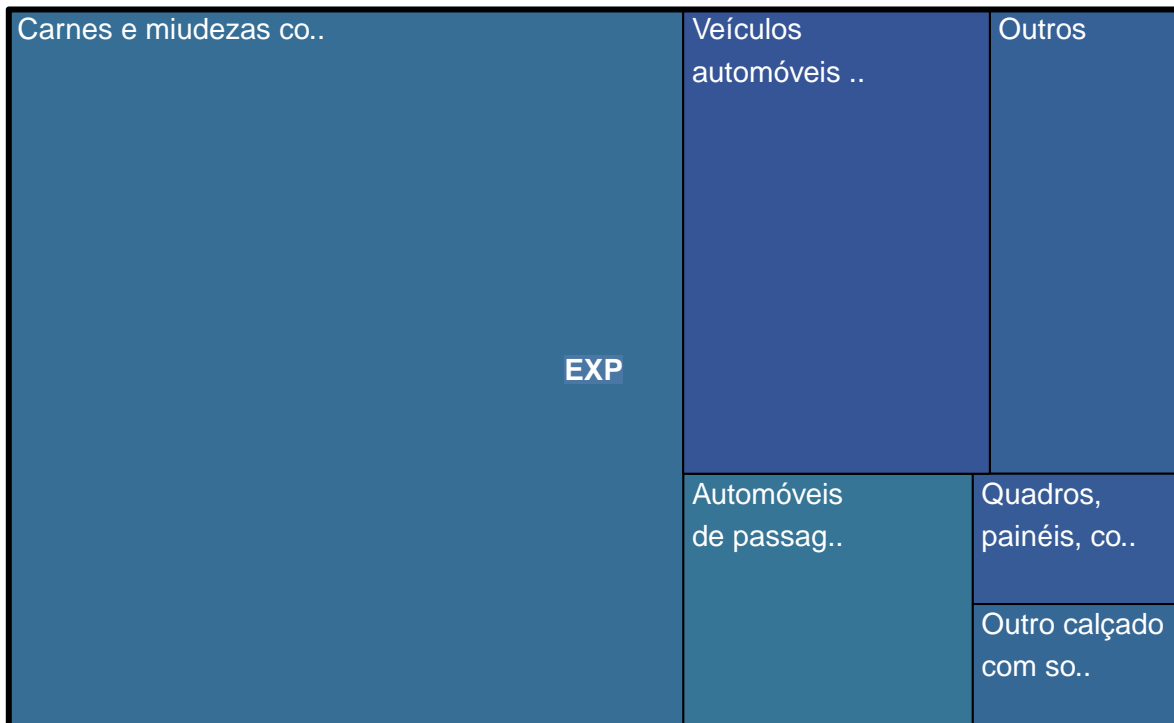 Carnes e miudezas co..
Veículos
automóveis ..
Outros
EXP
Automóveis
de passag..
Quadros,
painéis, co..
Outro calçado
com so..